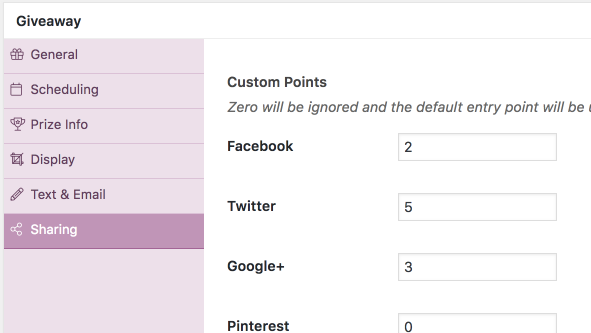 Giveaway
General
Scheduling
Prize Info
Display
Text & Email
Sharing
Custom Points
Zero will be ignored and the default entry point will be
Facebook 2
Twitter 5
Google+ 3
Pinterest 0